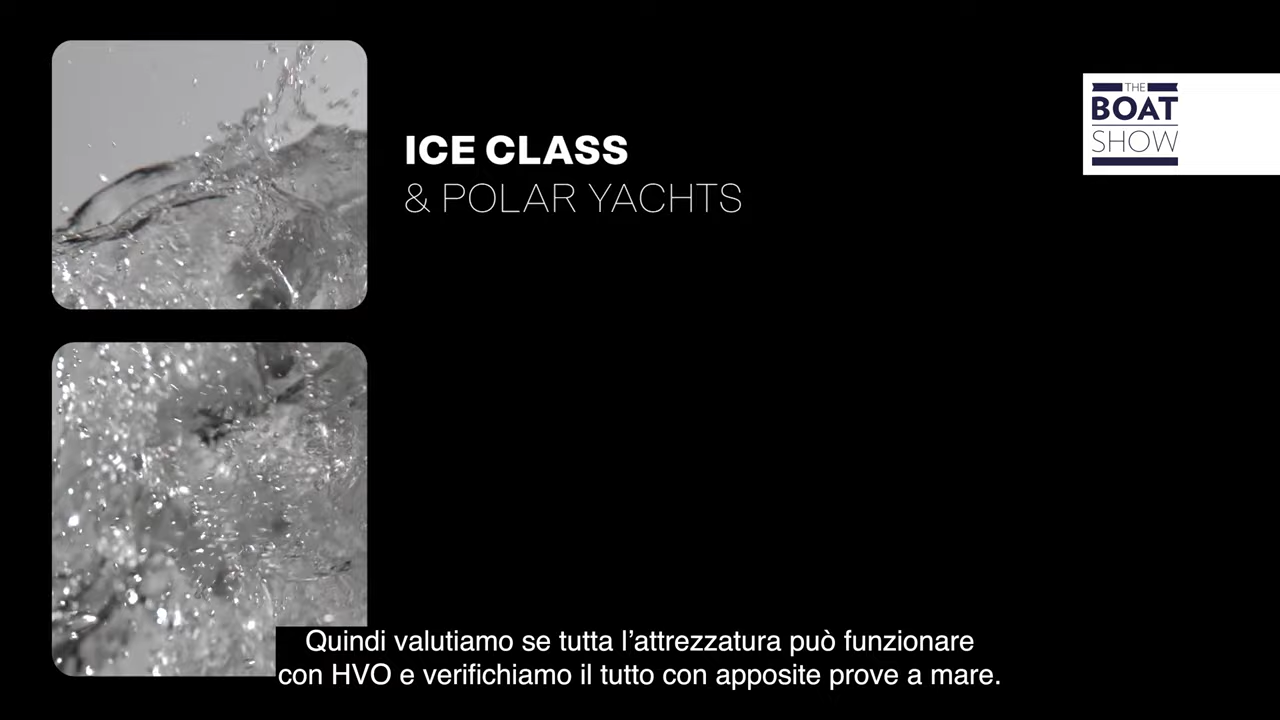 ICE CLASS
& POLAR YACHTS
THE
BOAT
SHOW
Quindi valutiamo se tutta l’attrezzatura può funzionare
con HVO e verifichiamo il tutto con apposite prove a mare.